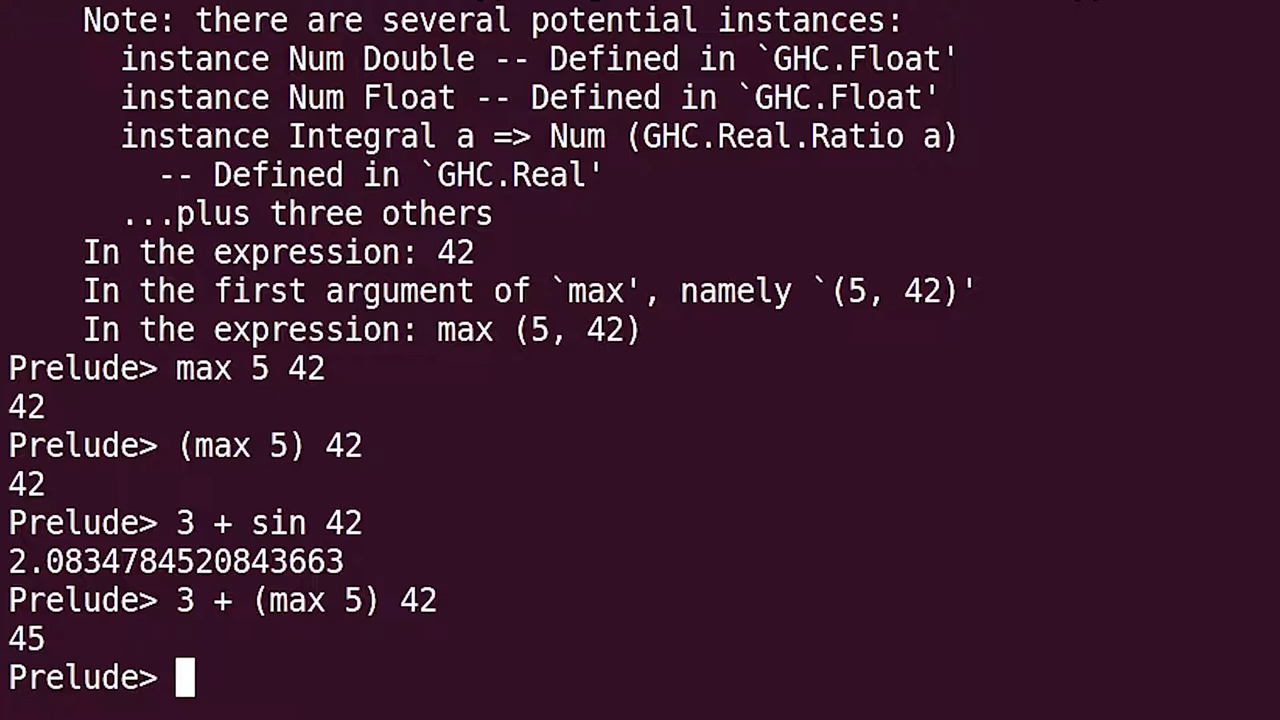 Note: there are several potential instances:
instance Num Double -- Defined in `GHC.Float'
instance Num Float -- Defined in `GHC.Float'
instance Integral a => Num (GHC.Real.Ratio a)
-- Defined in `GHC.Real'
...plus three others
In the expression: 42
In the first argument of `max', namely `(5, 42)'
In the expression: max (5, 42)
Prelude> max 5 42
42
Prelude> (max 5) 42
42
Prelude> 3 + sin 42
2.0834784520843663
Prelude> 3 + (max 5) 42
45
Prelude>